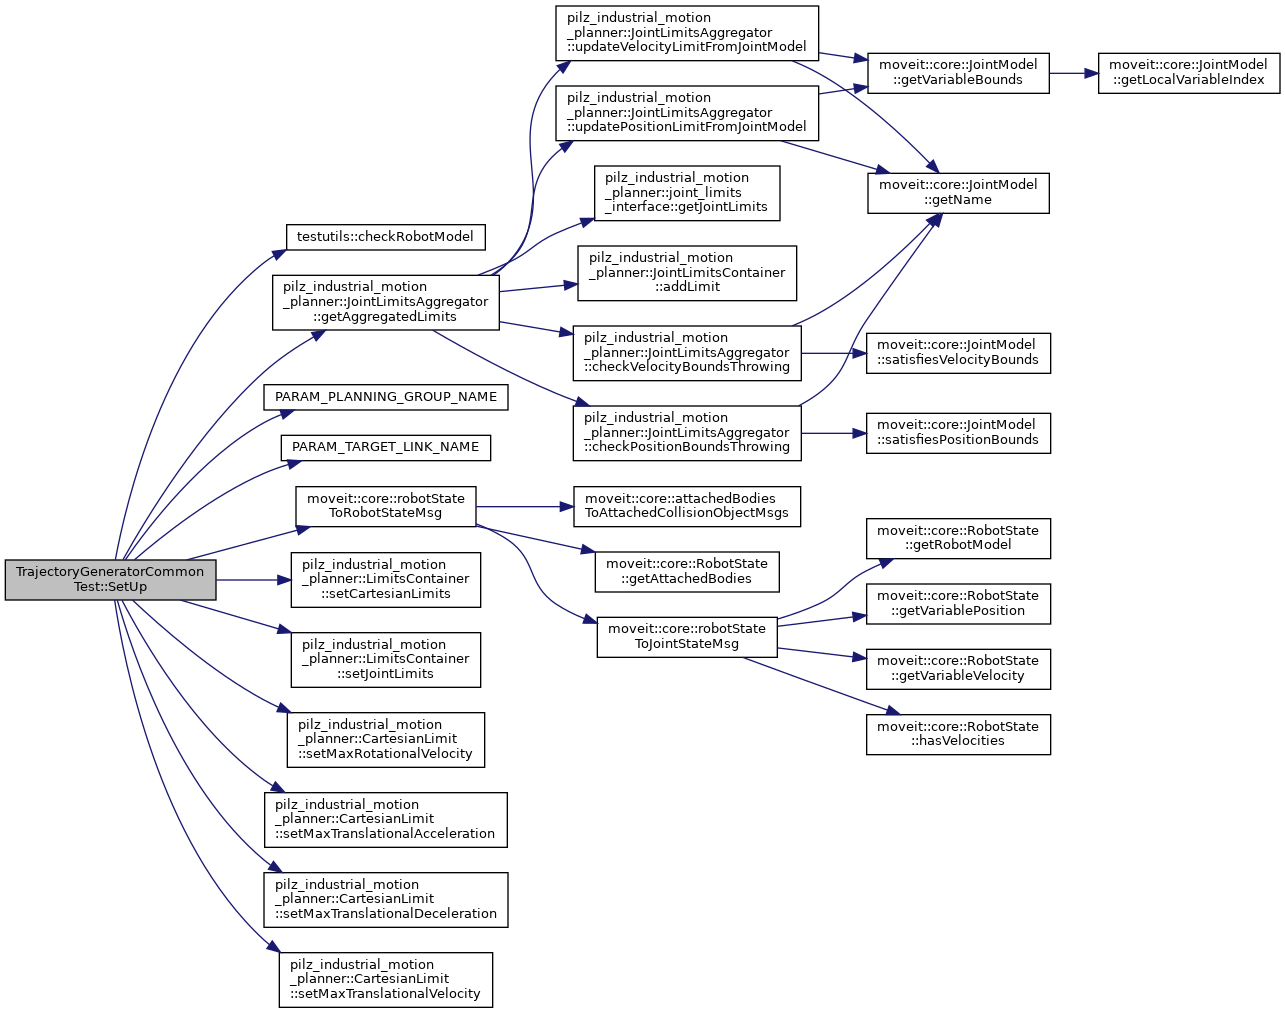 TrajectoryGeneratorCommon
Test::SetUp
testutils::checkRobotModel
pilz_industrial_motion
_planner::JointLimitsAggregator
::getAggregatedLimits
PARAM_PLANNING_GROUP_NAME
PARAM_TARGET_LINK_NAME
moveit::core::robotState
ToRobotStateMsg
pilz_industrial_motion
_planner::LimitsContainer
::setCartesianLimits
pilz_industrial_motion
_planner::LimitsContainer
::setJointLimits
pilz_industrial_motion
_planner::CartesianLimit
::setMaxRotationalVelocity
pilz_industrial_motion
_planner::CartesianLimit
::setMaxTranslationalAcceleration
pilz_industrial_motion
_planner::CartesianLimit
::setMaxTranslationalDeceleration
pilz_industrial_motion
_planner::CartesianLimit
::setMaxTranslationalVelocity
pilz_industrial_motion
_planner::JointLimitsAggregator
::updateVelocityLimitFromJointModel
pilz_industrial_motion
_planner::JointLimitsAggregator
::updatePositionLimitFromJointModel
pilz_industrial_motion
_planner::joint_limits
_interface::getJointLimits
pilz_industrial_motion
_planner::JointLimitsContainer
::addLimit
pilz_industrial_motion
_planner::JointLimitsAggregator
::checkVelocityBoundsThrowing
pilz_industrial_motion
_planner::JointLimitsAggregator
::checkPositionBoundsThrowing
moveit::core::attachedBodies
ToAttachedCollisionObjectMsgs
moveit::core::RobotState
::getAttachedBodies
moveit::core::robotState
ToJointStateMsg
moveit::core::JointModel
::getVariableBounds
moveit::core::JointModel
::getName
moveit::core::JointModel
::satisfiesVelocityBounds
moveit::core::JointModel
::satisfiesPositionBounds
moveit::core::RobotState
::getRobotModel
moveit::core::RobotState
::getVariablePosition
moveit::core::RobotState
::getVariableVelocity
moveit::core::RobotState
::hasVelocities
moveit::core::JointModel
::getLocalVariableIndex